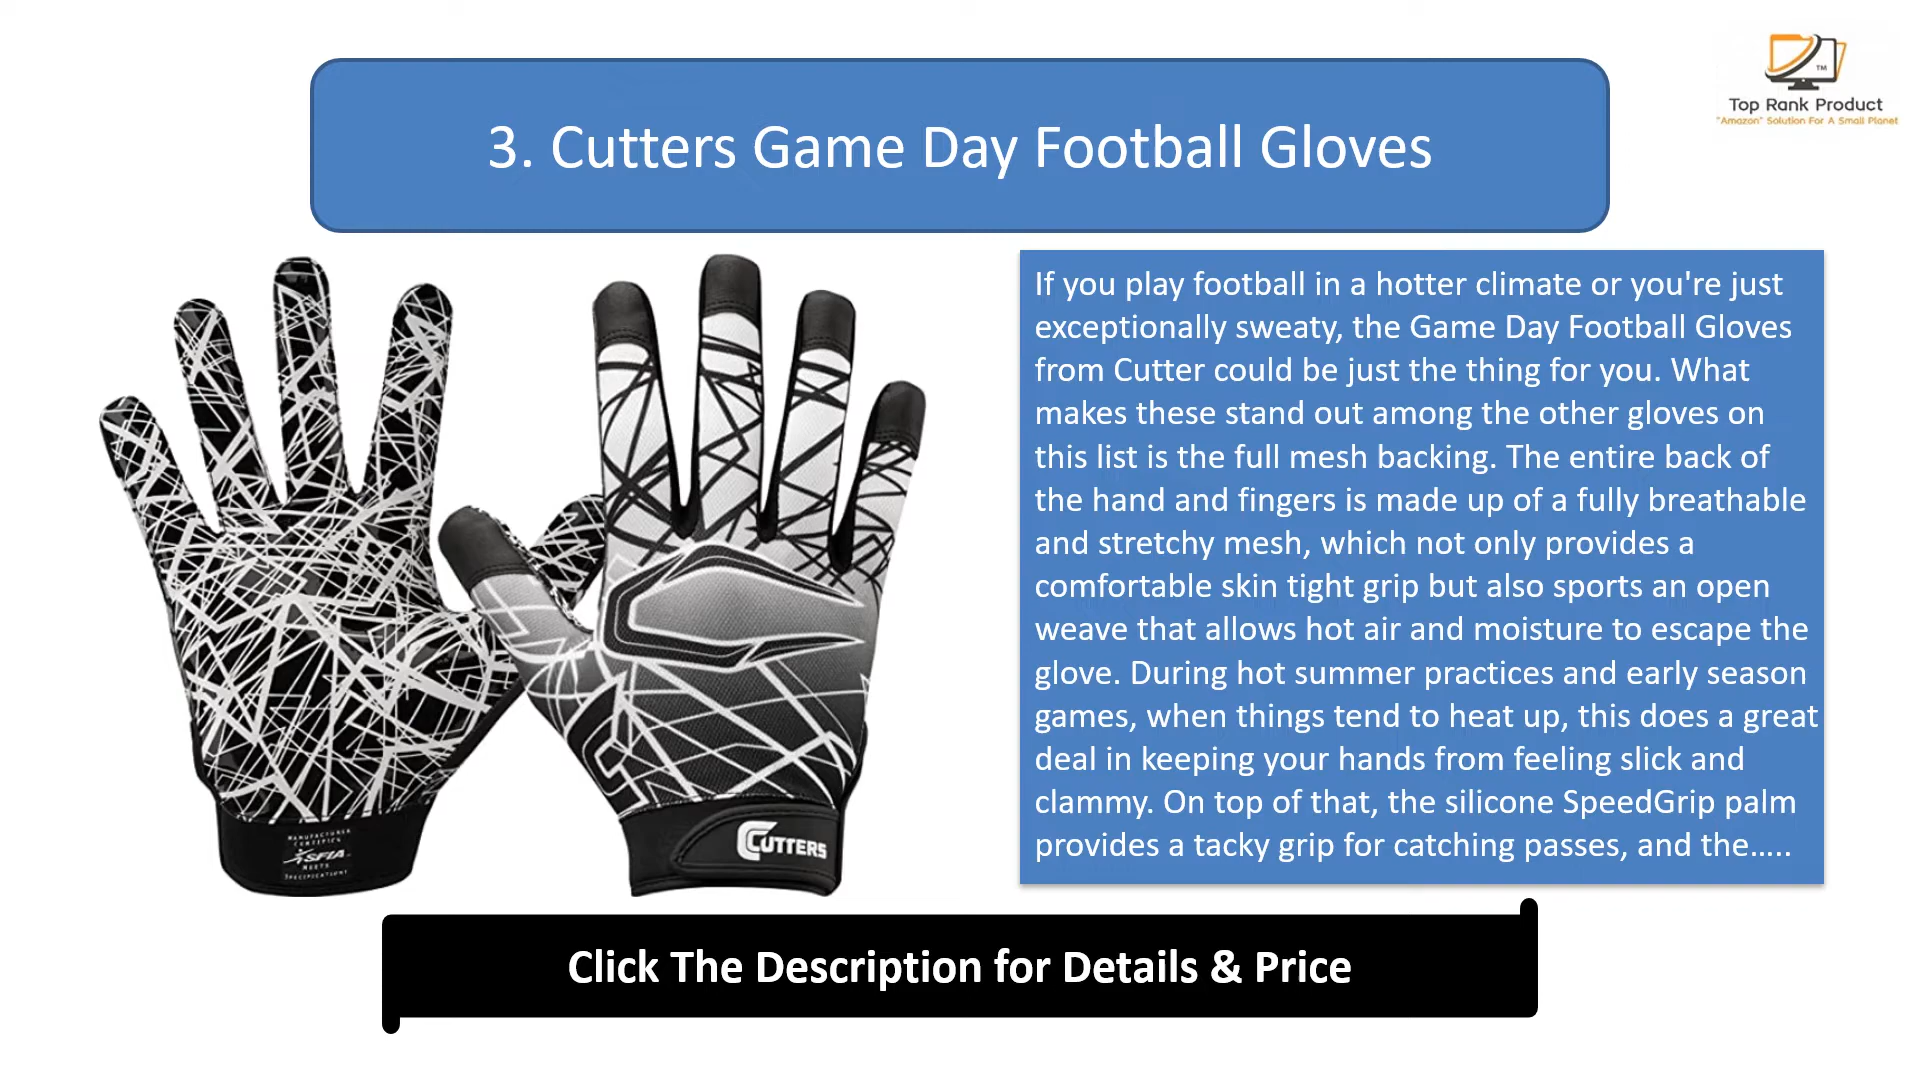 TM
Top Rank Product
"Amazon" Solution For A Small Planet
3. Cutters Game Day Football Gloves
If you play football in a hotter climate or you're just
exceptionally sweaty, the Game Day Football Gloves
from Cutter could be just the thing for you. What
makes these stand out among the other gloves on
this list is the full mesh backing. The entire back of
the hand and fingers is made up of a fully breathable
and stretchy mesh, which not only provides a
comfortable skin tight grip but also sports an open
weave that allows hot air and moisture to escape the
glove. During hot summer practices and early season
games, when things tend to heat up, this does a great
deal in keeping your hands from feeling slick and
clammy. On top of that, the silicone SpeedGrip palm
provides a tacky grip for catching passes, and the…..
MANUFACTURER
CERTIFIES
SFIA
MEETS
SPECIFICATIONS
CUTTERS
Click The Description for Details & Price